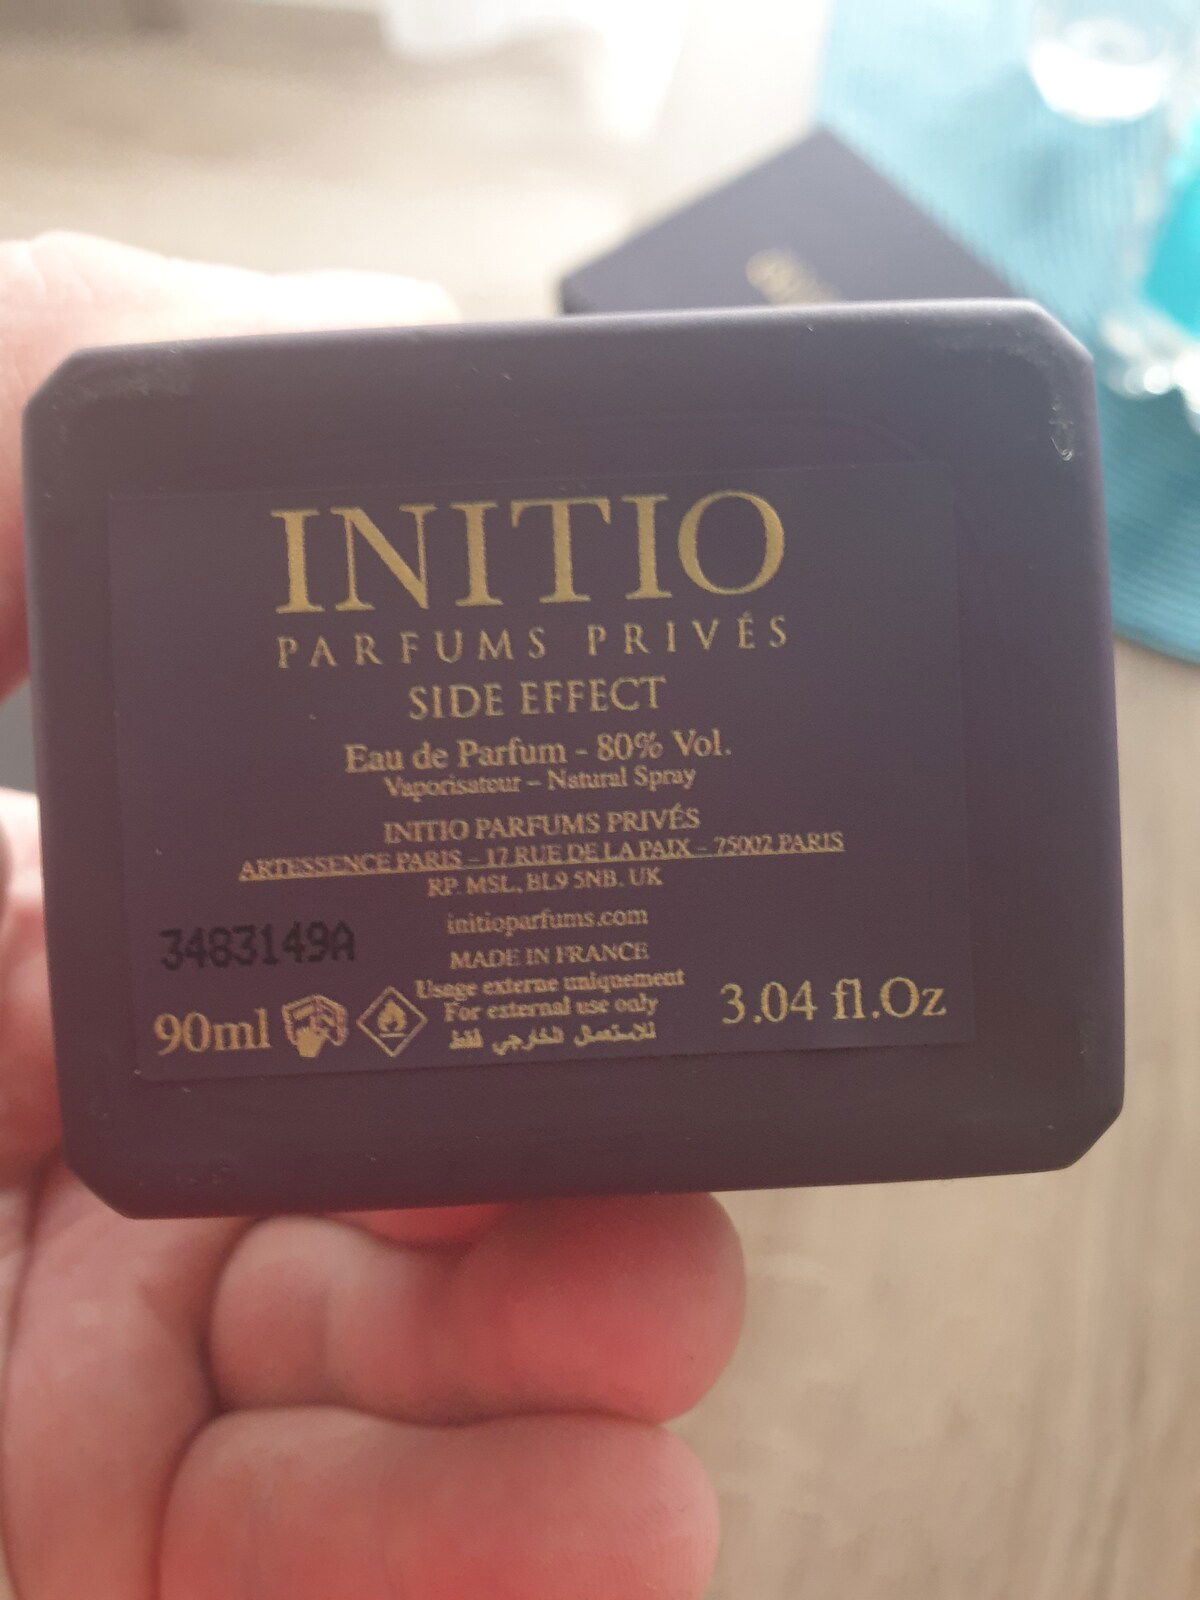 INITIO
PARFUMS PRIVÉS
SIDE EFFECT
Eau de Parfum - 80% Vol.
Vaporisateur – Natural Spray
INITIO PARFUMS PRIVÉS
ARTESSENCE PARIS – 17 RUE DE LA PAIX – 75002 PARIS
RP. MSL, BL9 5NB. UK
initioparfums.com
3483149A
MADE IN FRANCE
Usage externe uniquement
For external use only
للاستعمال الخارجي فقط
90ml
3.04 fl.Oz